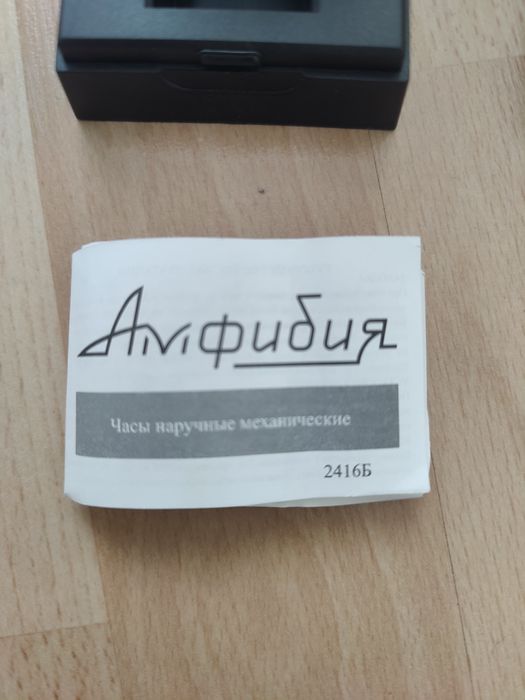 Амфибия
Часы наручные механические
2416Б